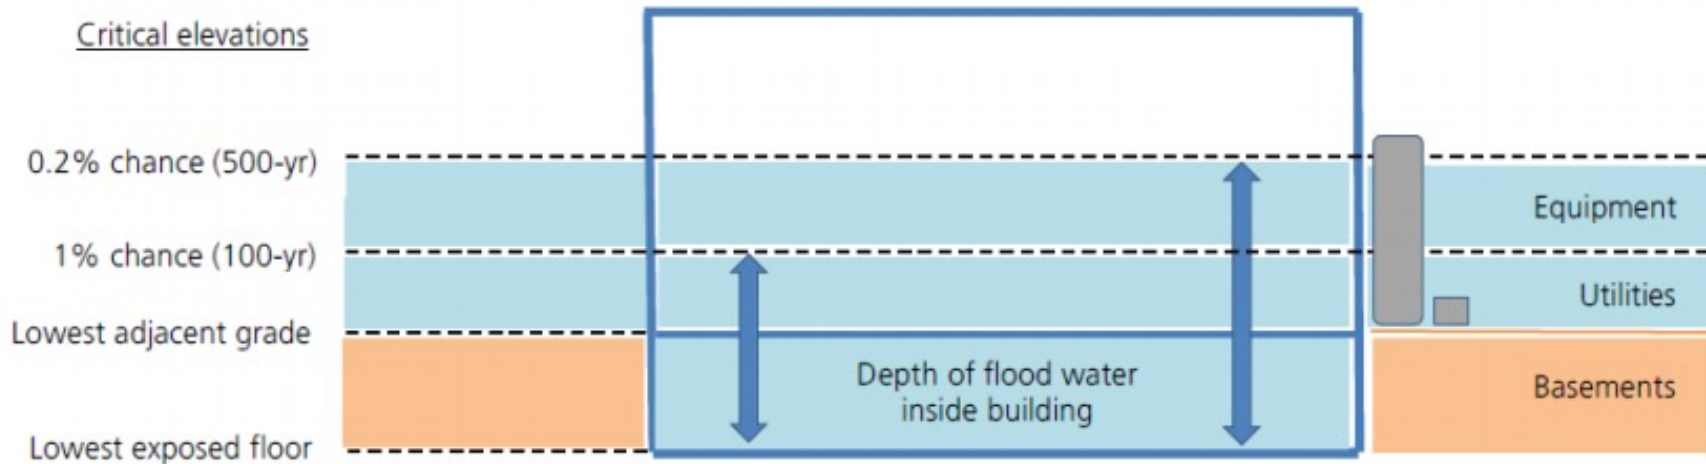 Critical elevations
0.2% chance (500-yr)
1% chance (100-yr)
Lowest adjacent grade
Lowest exposed floor
Depth of flood water
inside building
Equipment
Utilities
Basements